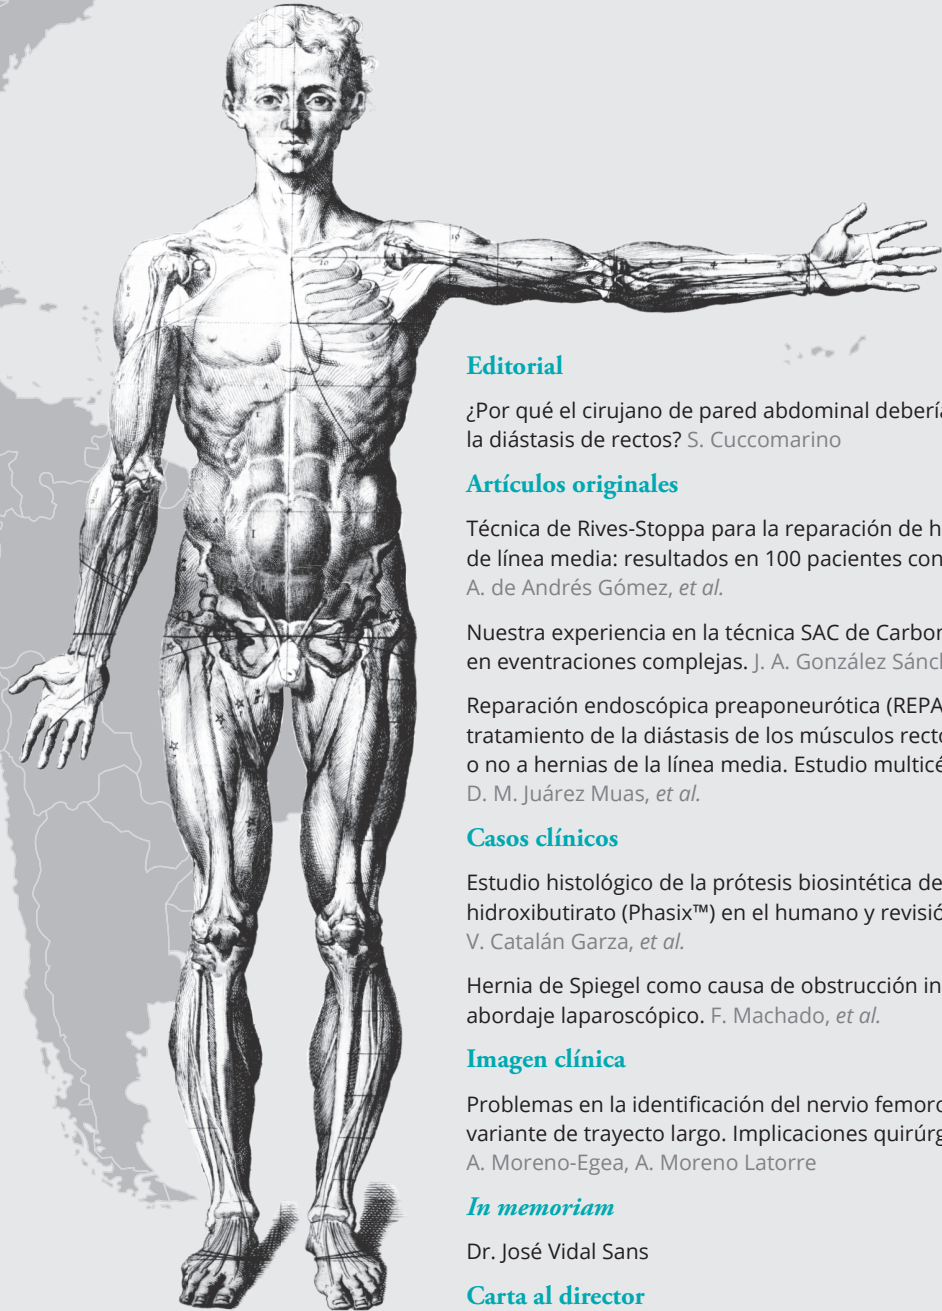 Editorial
¿Por qué el cirujano de pared abdominal debería
la diástasis de rectos? S. Cuccomarino
Artículos originales
Técnica de Rives-Stoppa para la reparación de h
de línea media: resultados en 100 pacientes con
A. de Andrés Gómez, et al.
Nuestra experiencia en la técnica SAC de Carbon
en eventraciones complejas. J. A. González Sánch
Reparación endoscópica preaponeurótica (REPA
tratamiento de la diástasis de los músculos recto
o no a hernias de la línea media. Estudio multicé
D. M. Juárez Muas, et al.
Casos clínicos
Estudio histológico de la prótesis biosintética de
hidroxibutirato (Phasix™) en el humano y revisió
V. Catalán Garza, et al.
Hernia de Spiegel como causa de obstrucción in
abordaje laparoscópico. F. Machado, et al.
Imagen clínica
Problemas en la identificación del nervio femoro
variante de trayecto largo. Implicaciones quirúrg
A. Moreno-Egea, A. Moreno Latorre
In memoriam
Dr. José Vidal Sans
Carta al director